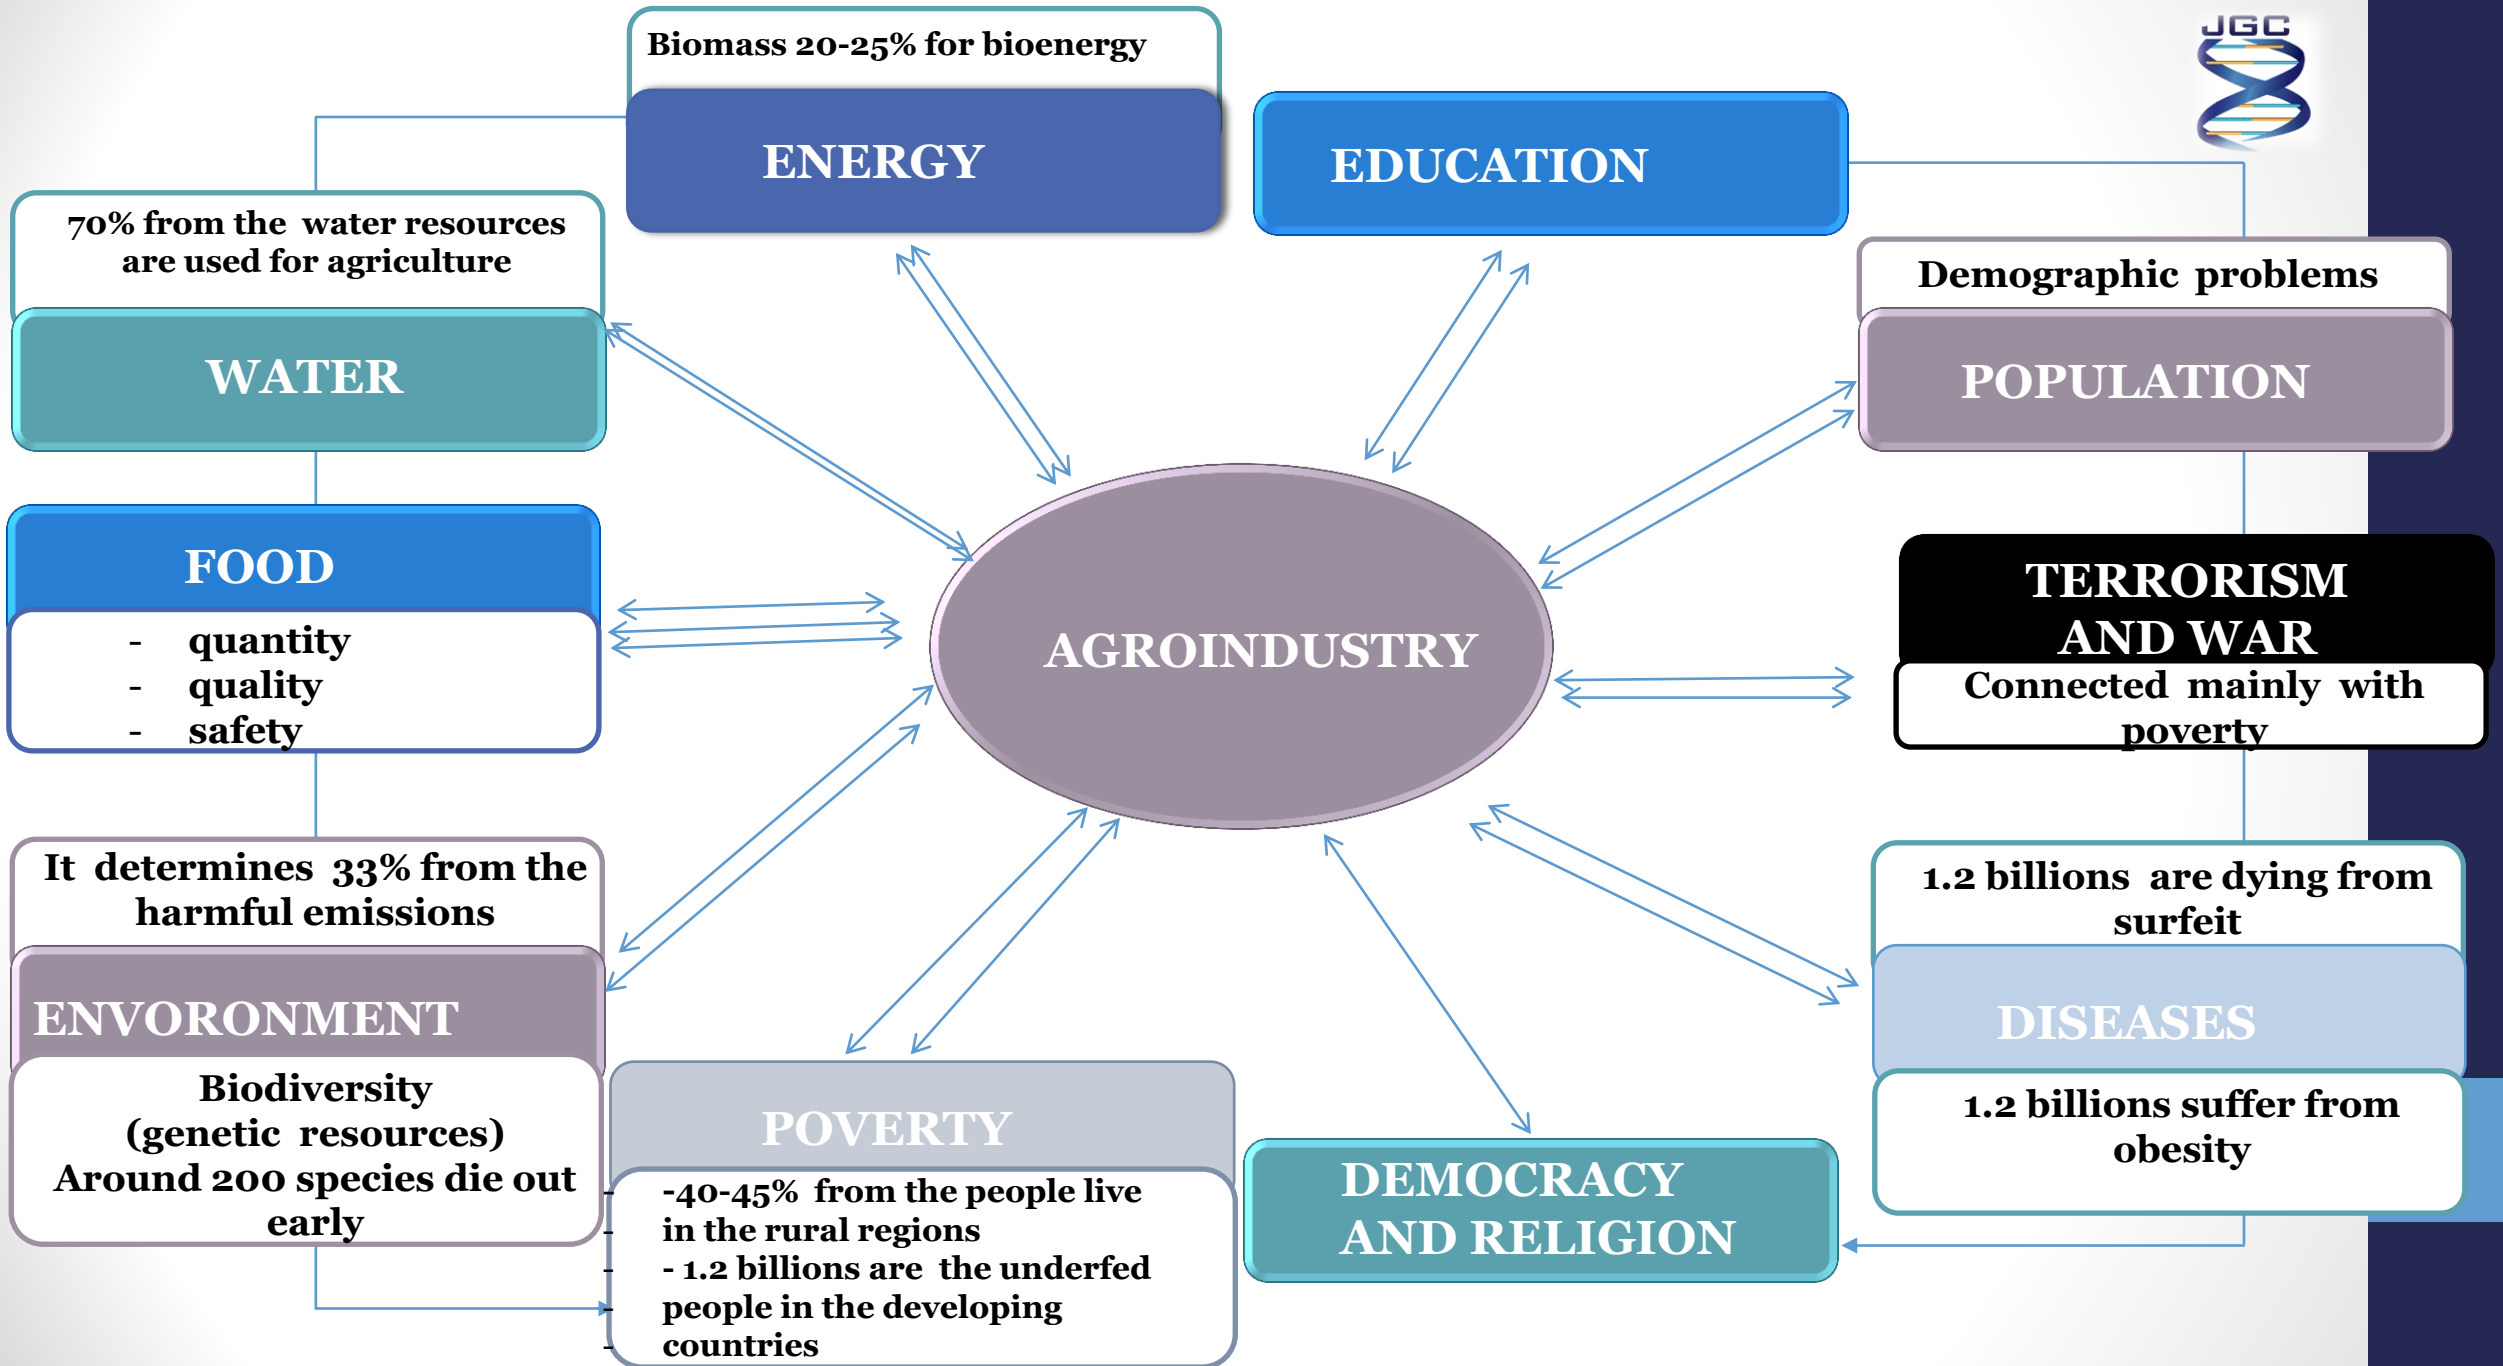 JGC
Biomass 20-25% for bioenergy
ENERGY
EDUCATION
70% from the water resources
are used for agriculture
WATER
Demographic problems
POPULATION
FOOD
- quantity
- quality
- safety
AGROINDUSTRY
TERRORISM
AND WAR
Connected mainly with
poverty
It determines 33% from the
harmful emissions
ENVORONMENT
Biodiversity
(genetic resources)
Around 200 species die out
early
1.2 billions are dying from
surfeit
DISEASES
1.2 billions suffer from
obesity
POVERTY
- -40-45% from the people live
- in the rural regions
- - 1.2 billions are the underfed
- people in the developing
- countries
DEMOCRACY
AND RELIGION